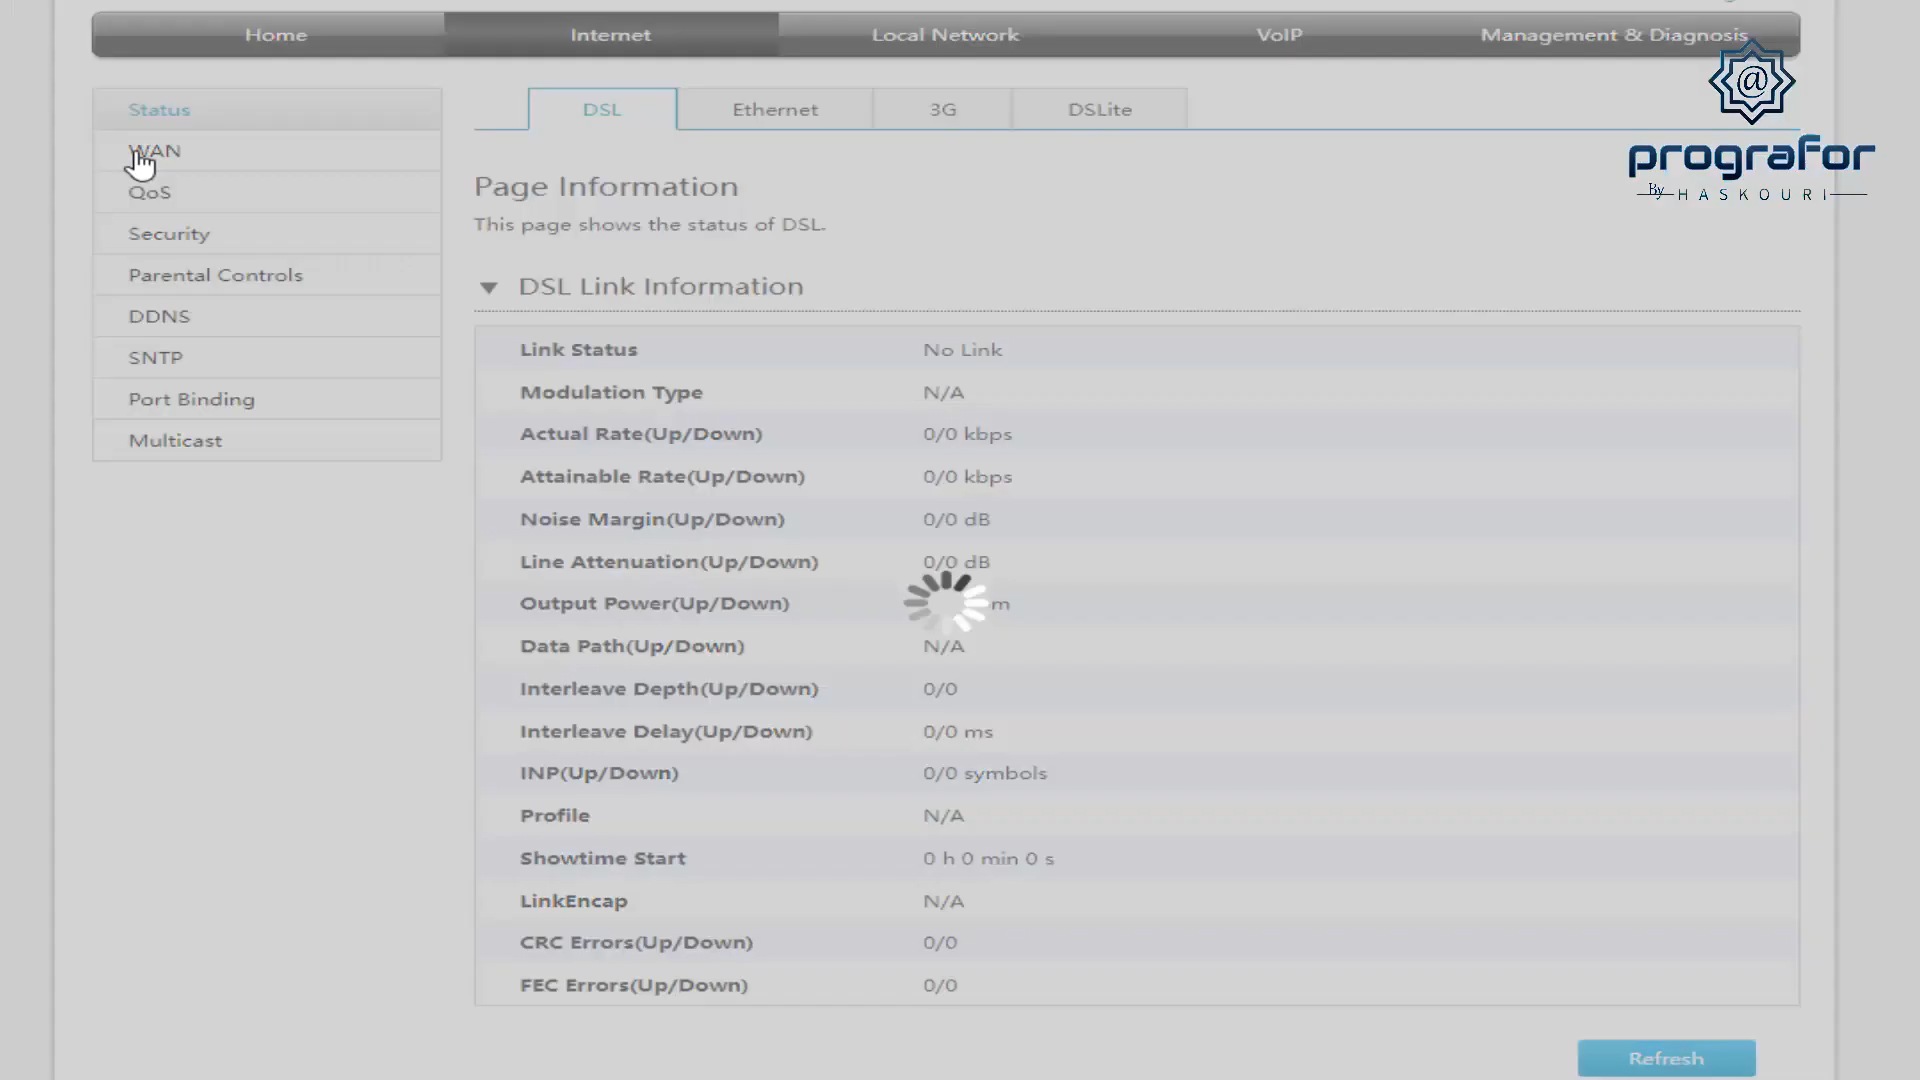 Home Internet Local Network VoIP Management & Diagnosis
@
prografor
By HASKOURI
Status
WAN
QoS
Security
Parental Controls
DDNS
SNTP
Port Binding
Multicast
DSL Ethernet 3G DSLite
Page Information
This page shows the status of DSL.
DSL Link Information
Link Status No Link
Modulation Type N/A
Actual Rate(Up/Down) 0/0 kbps
Attainable Rate(Up/Down) 0/0 kbps
Noise Margin(Up/Down) 0/0 dB
Line Attenuation(Up/Down) 0/0 dB
Output Power(Up/Down)
Data Path(Up/Down) N/A
Interleave Depth(Up/Down) 0/0
Interleave Delay(Up/Down) 0/0 ms
INP(Up/Down) 0/0 symbols
Profile N/A
Showtime Start 0 h 0 min 0 s
LinkEncap N/A
CRC Errors(Up/Down) 0/0
FEC Errors(Up/Down) 0/0
Refresh